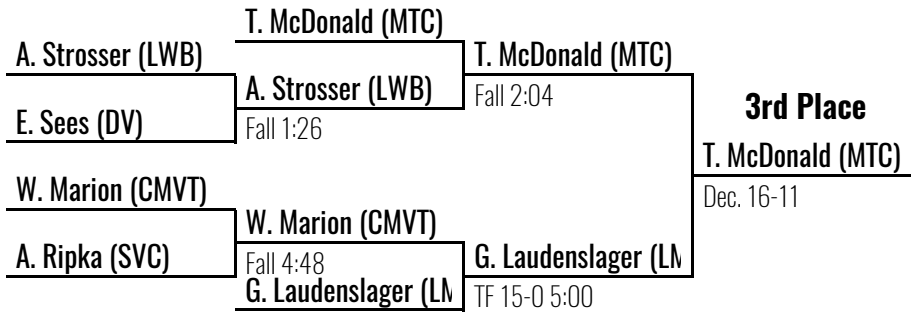 T. McDonald (MTC)
A. Strosser (LWB)
T. McDonald (MTC)
A. Strosser (LWB)
Fall 2:04
3rd Place
E. Sees (DV)
Fall 1:26
T. McDonald (MTC)
W. Marion (CMVT)
Dec. 16-11
W. Marion (CMVT)
A. Ripka (SVC)
Fall 4:48
G. Laudenslager (LM
G. Laudenslager (LM
TF 15-0 5:00